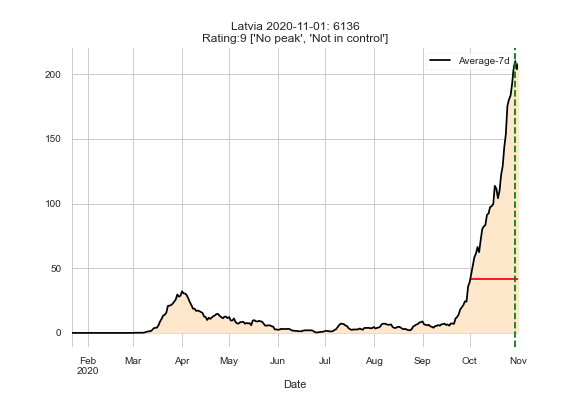 Latvia 2020-11-01: 6136
Rating:9 ['No peak', 'Not in control']
Average-7d
200
150
100
50
0
Feb Mar Apr May Jun Jul Aug Sep Oct Nov
2020
Date